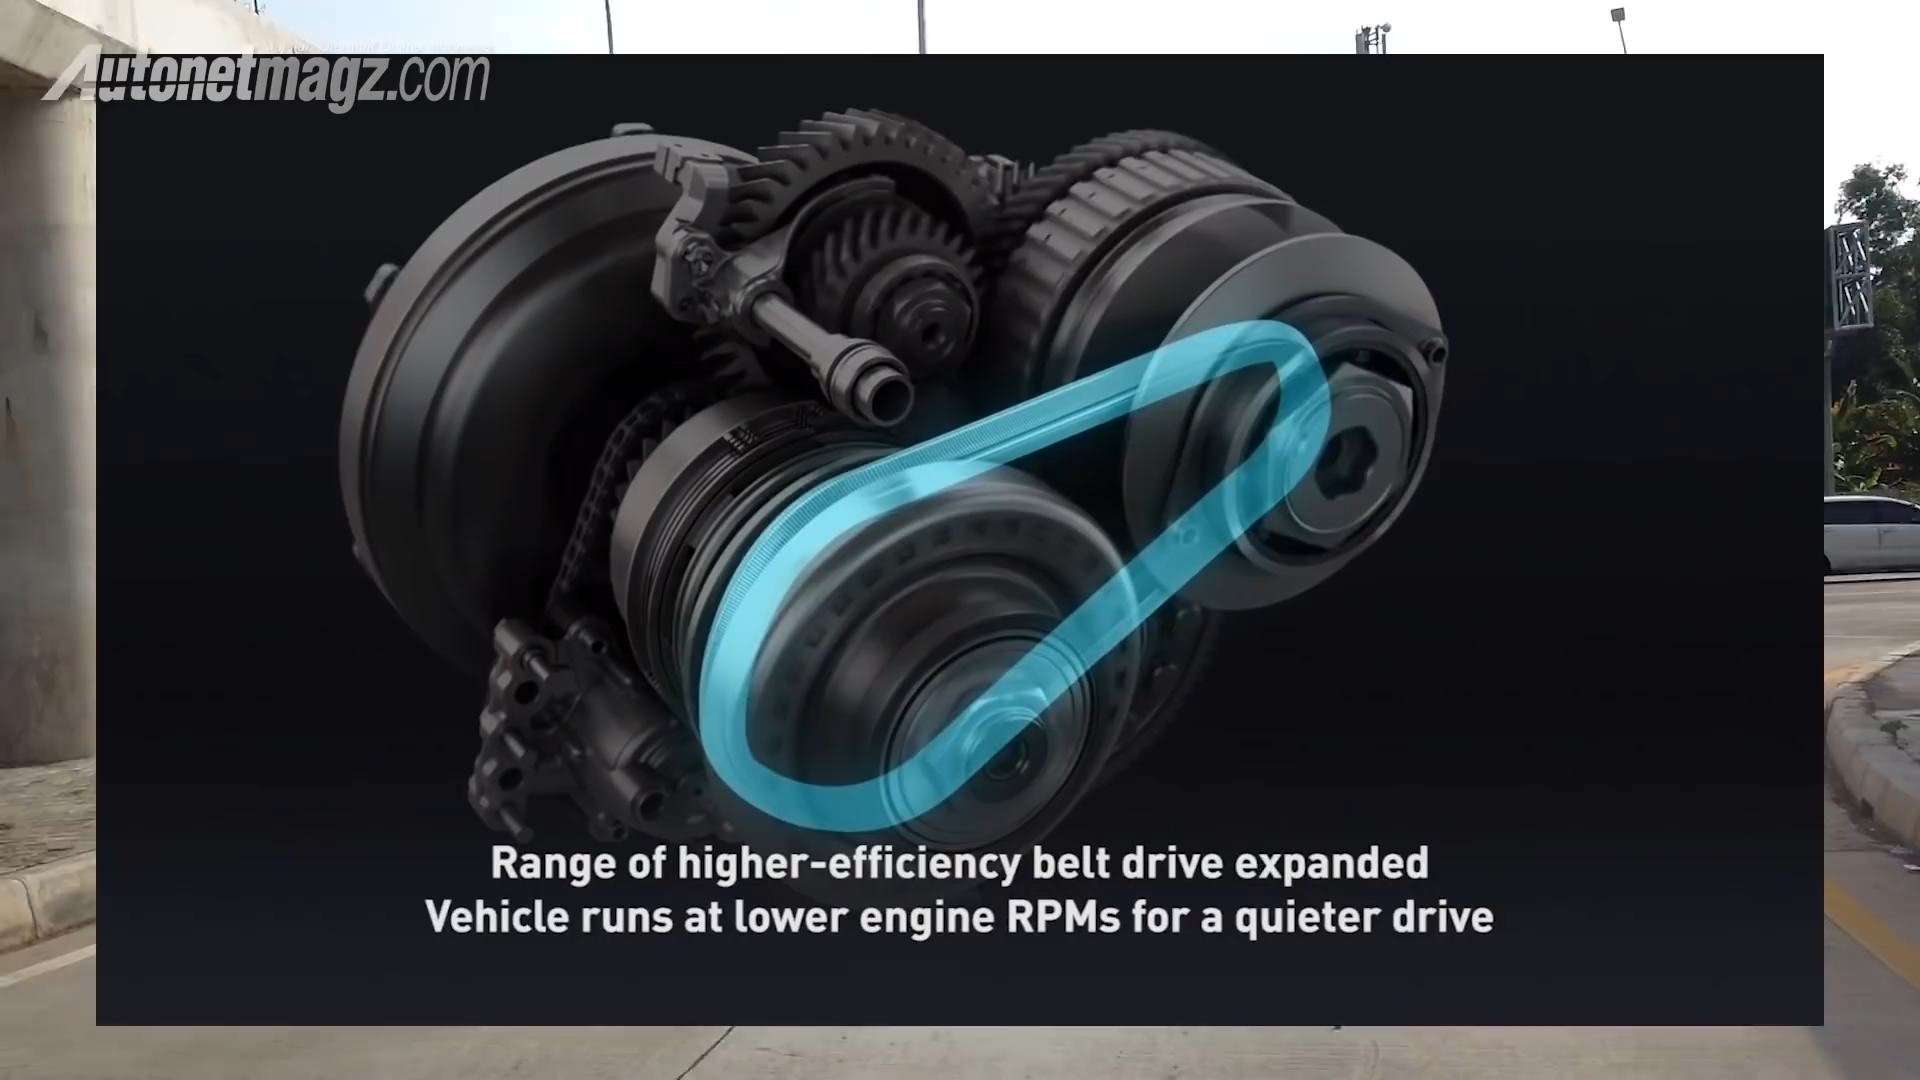 Autonetmagz.com
Range of higher-efficiency belt drive expanded
Vehicle runs at lower engine RPMs for a quieter drive